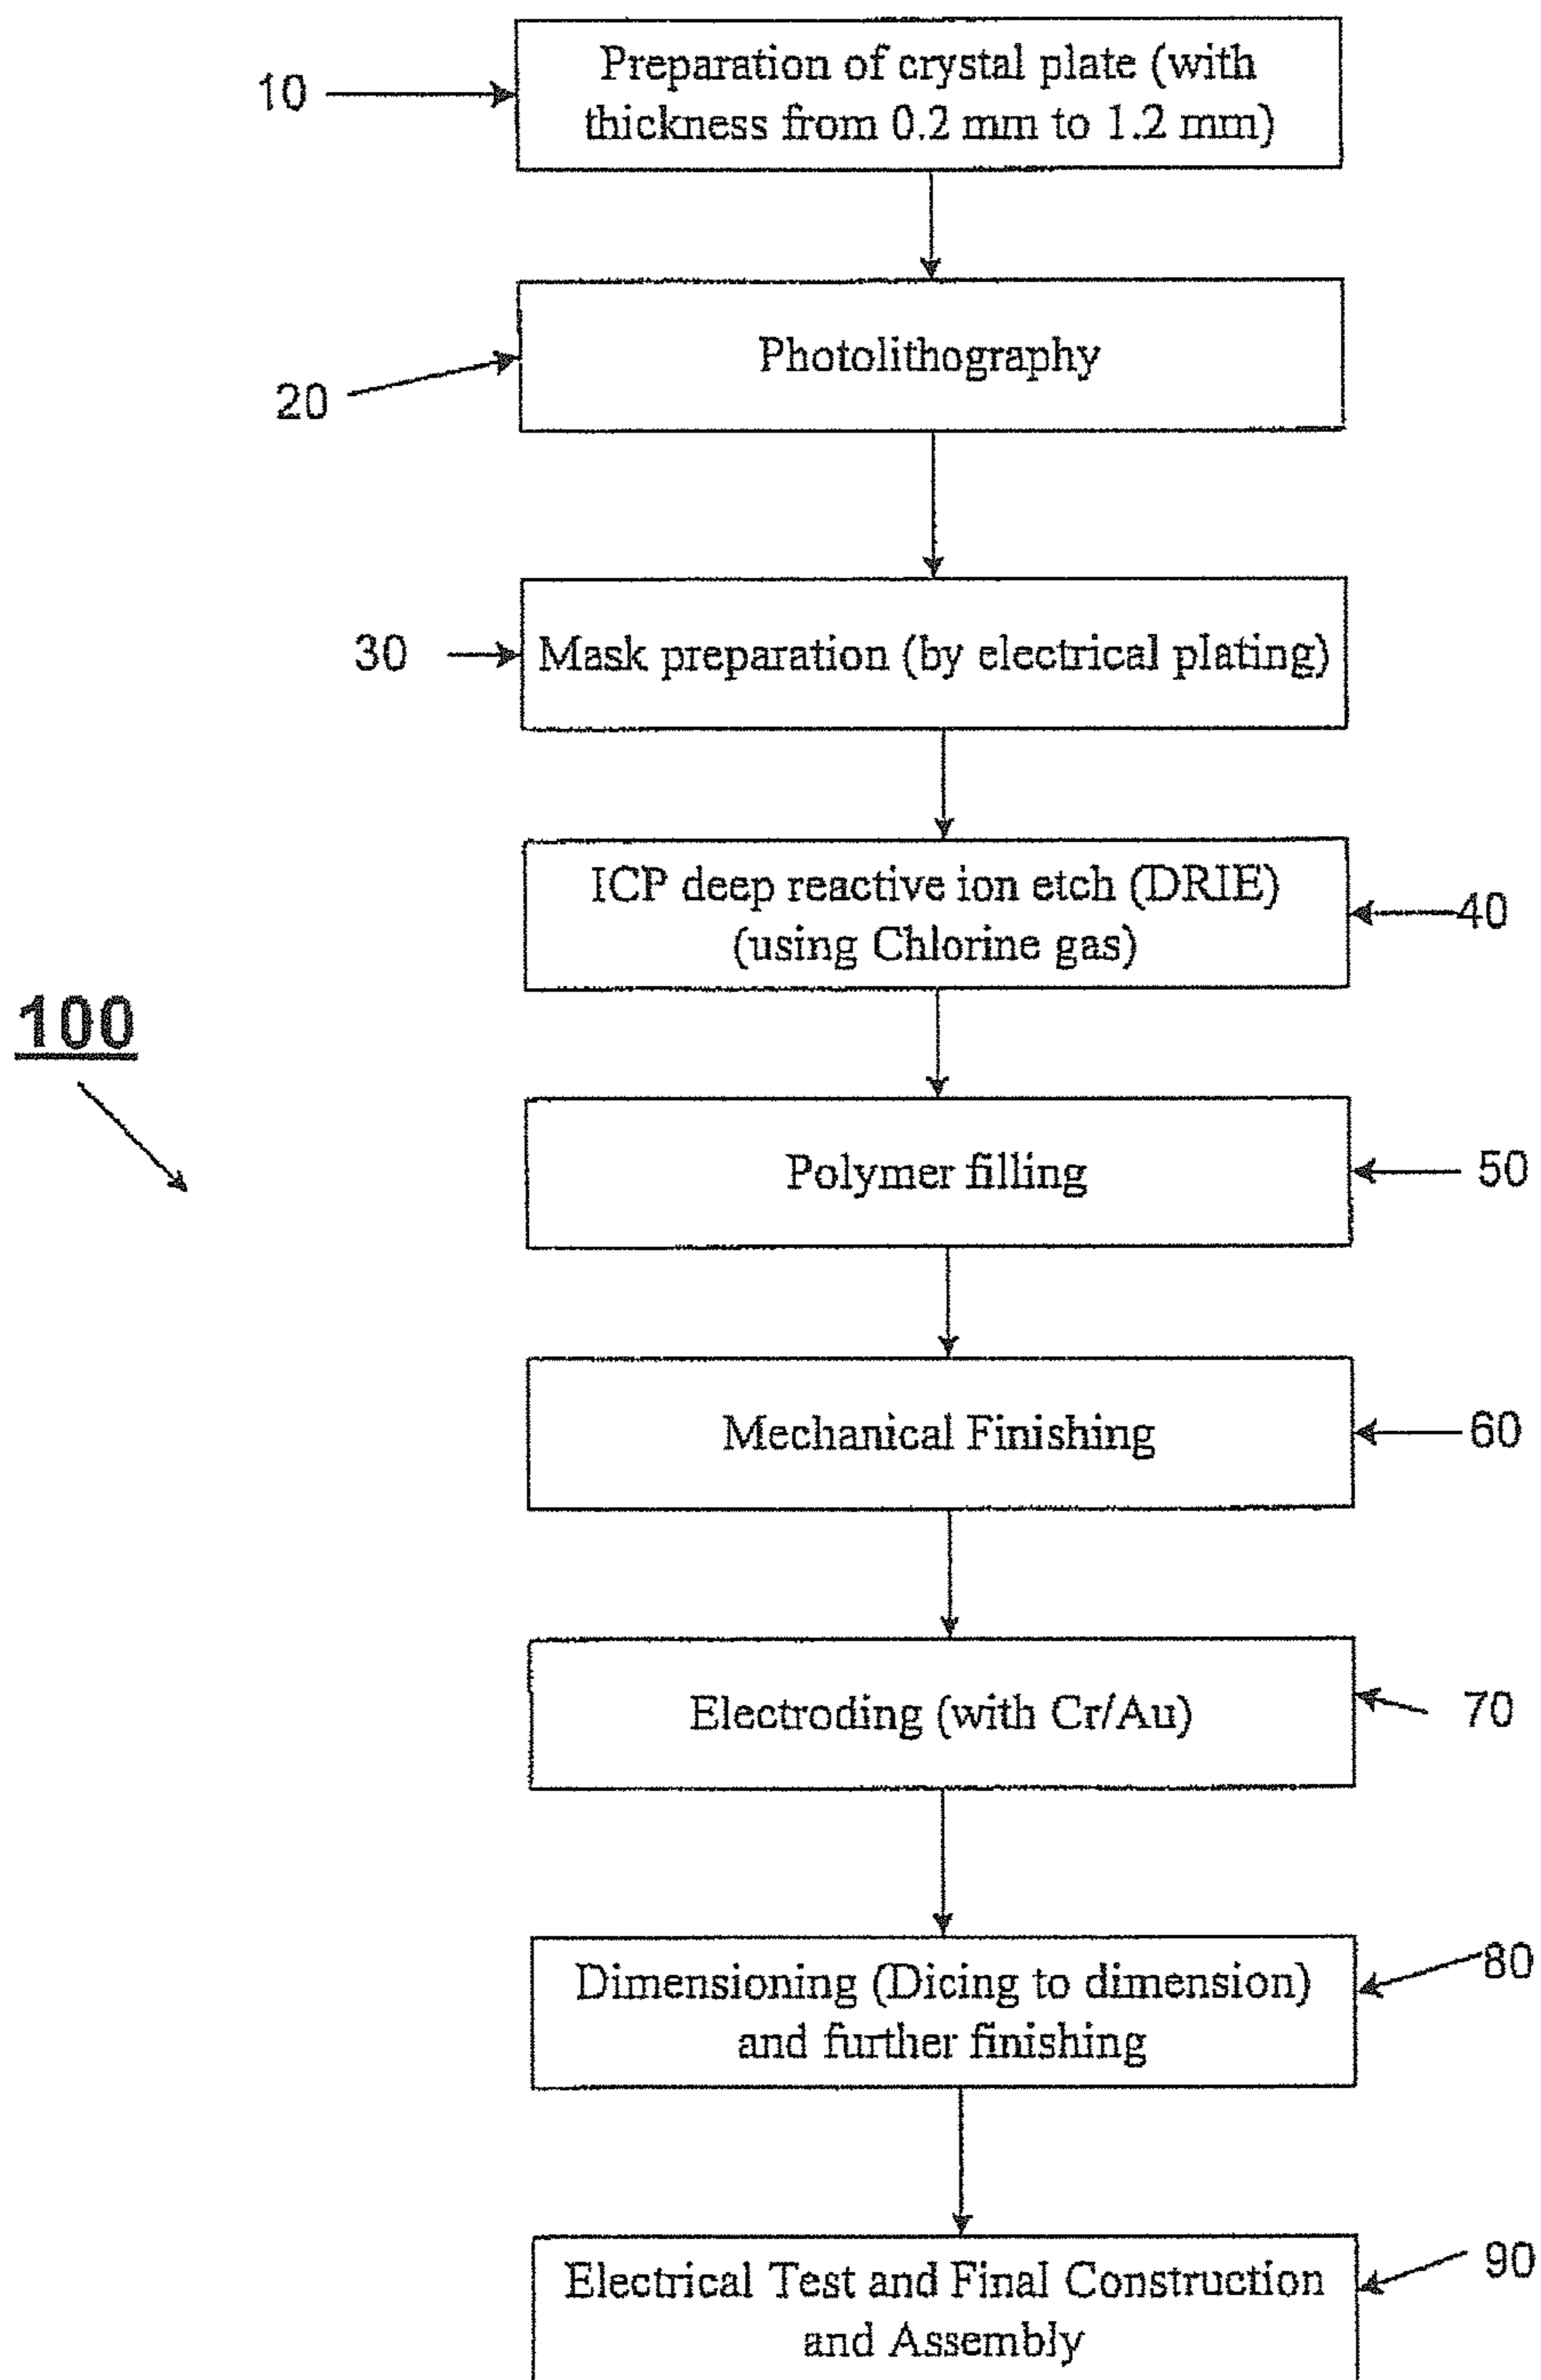 10
Preparation of crystal plate (with
thickness from 0.2 mm to 1.2 mm)
20
Photolithography
30
Mask preparation (by electrical plating)
ICP deep reactive ion etch (DRIE)
(using Chlorine gas)
40
100
Polymer filling
50
Mechanical Finishing
60
Electroding (with Cr/Au)
70
Dimensioning (Dicing to dimension)
and further finishing
80
Electrical Test and Final Construction
and Assembly
90